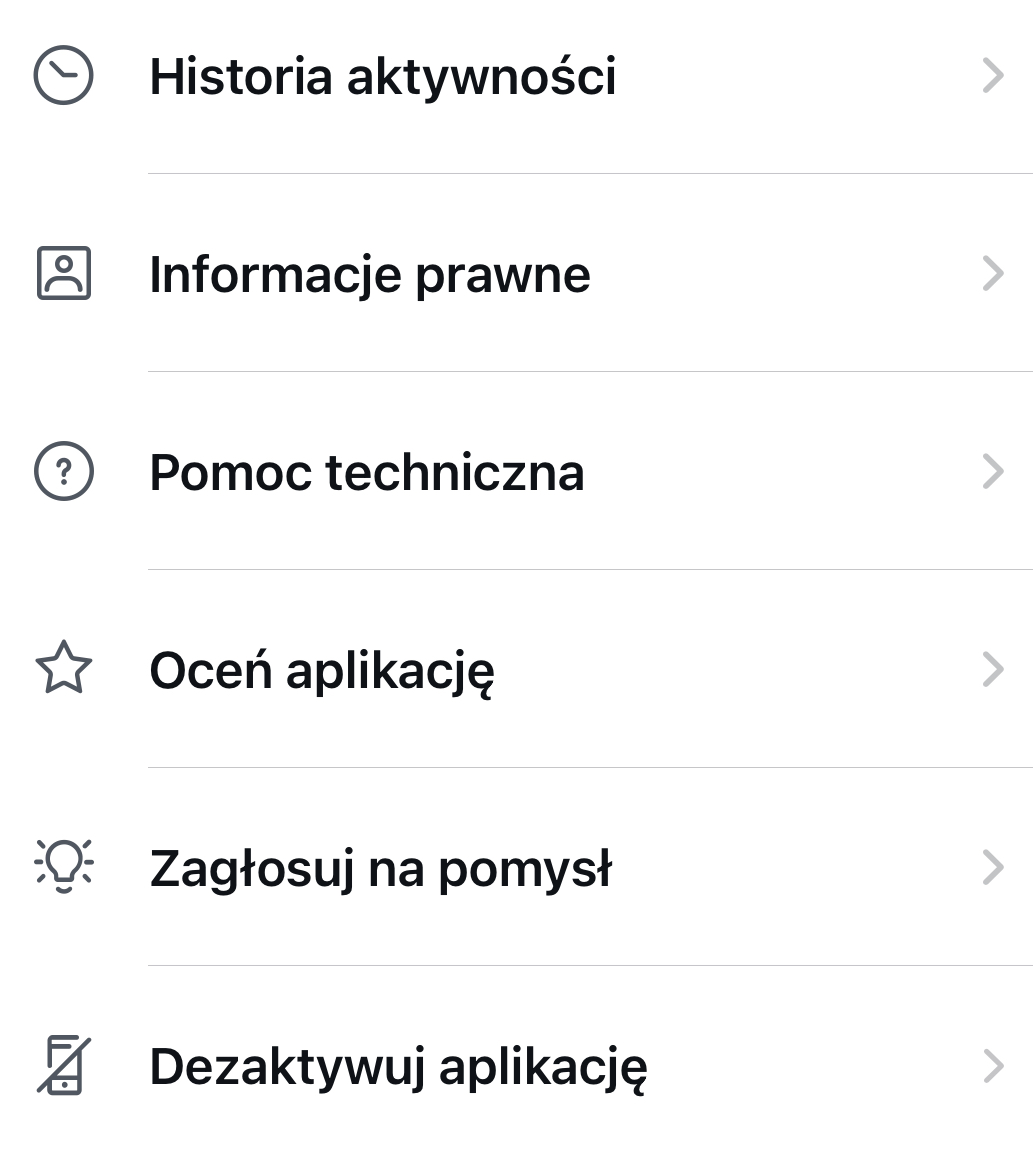 Historia aktywności
Informacje prawne
Pomoc techniczna
Oceń aplikację
Zagłosuj na pomysł
Dezaktywuj aplikację